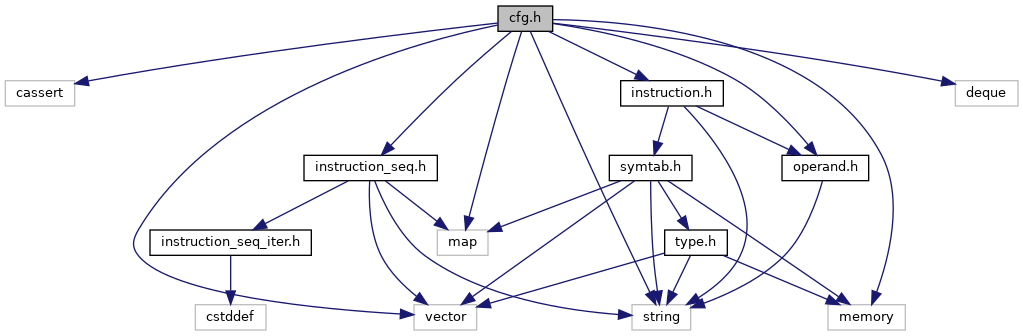 cfg.h
cassert
instruction.h
deque
instruction_seq.h
symtab.h
operand.h
instruction_seq_iter.h
map
type.h
cstddef
vector
string
memory